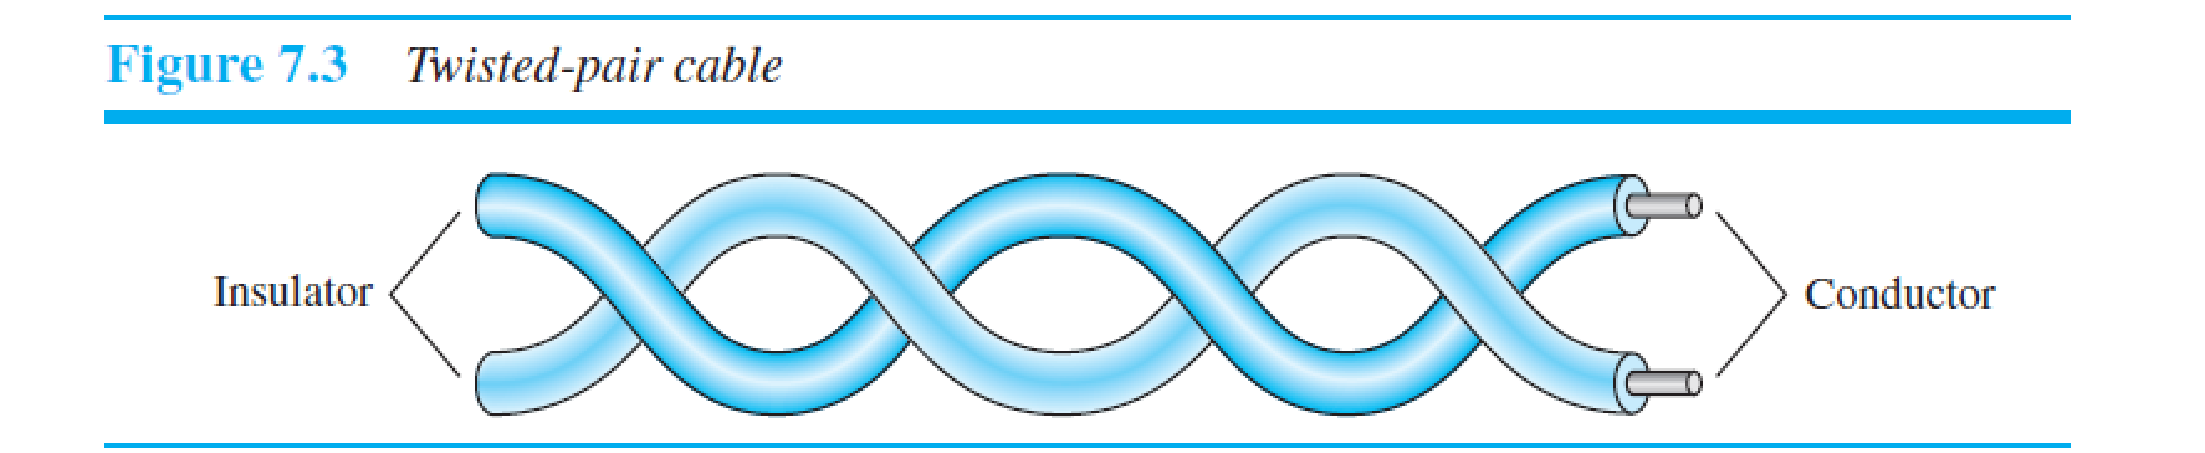 Figure 7.3 Twisted-pair cable
Insulator
Conductor